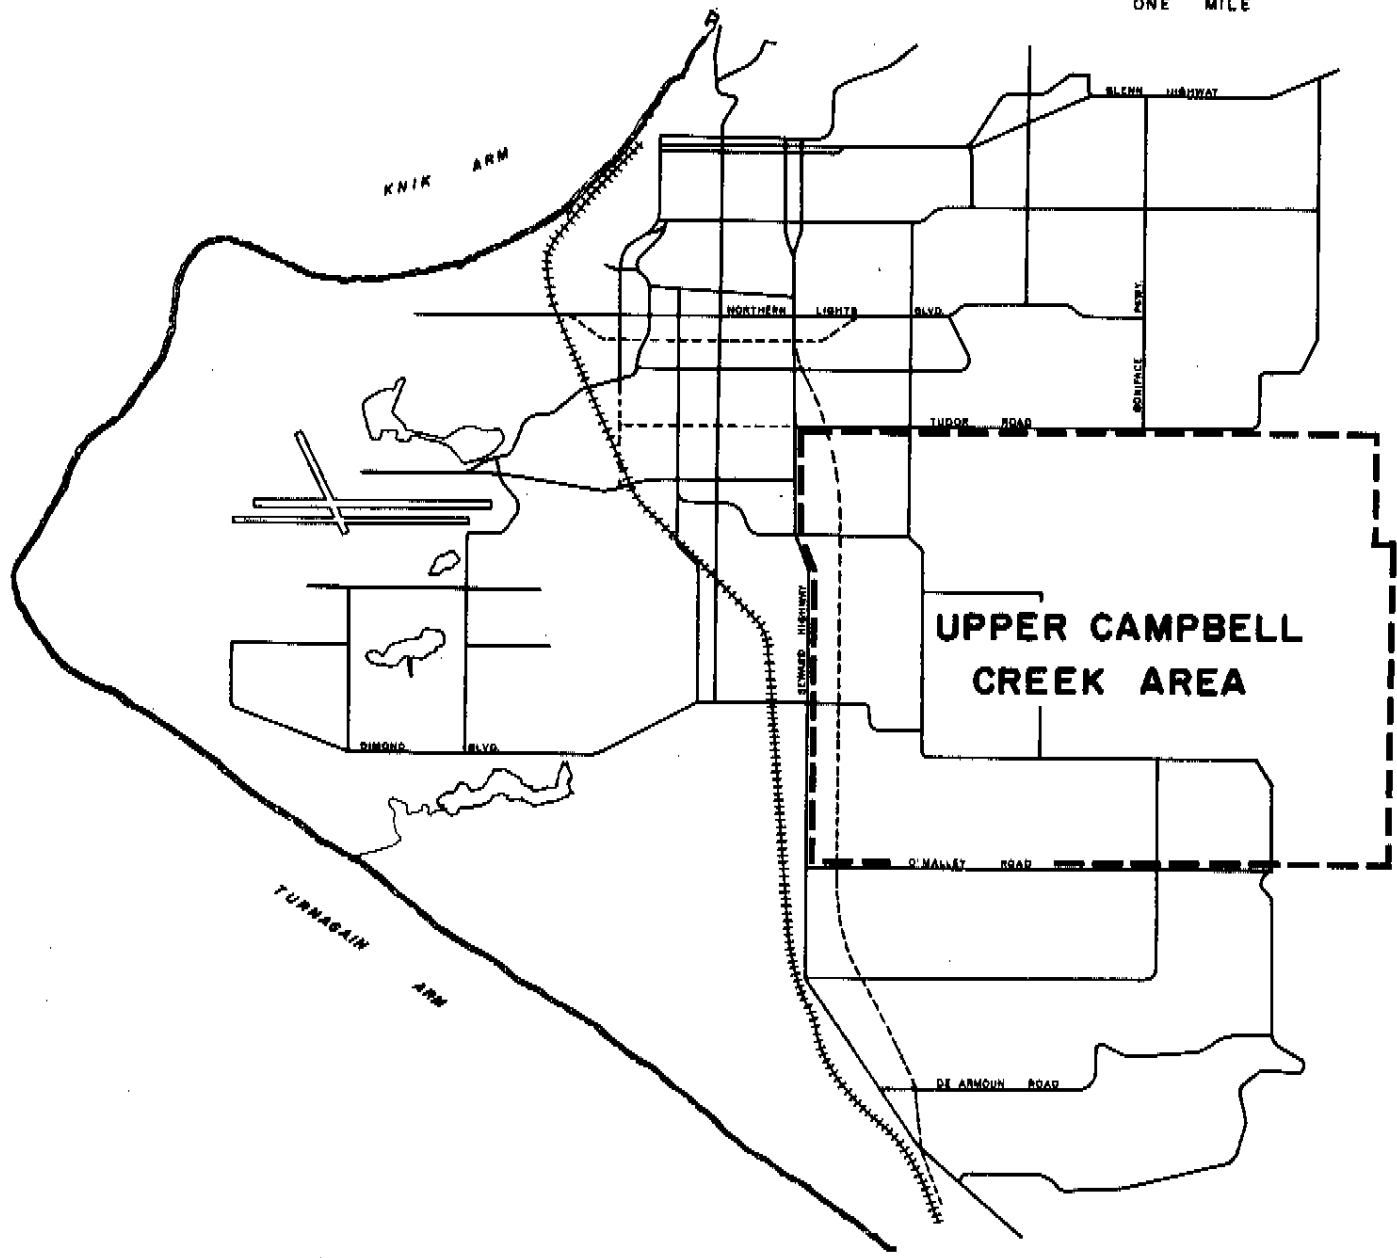 ONE MILE
GLENN HIGHWAY
KNIK ARM
NORTHERN LIGHTS BLVD.
BONIFACE PKWY.
TUDOR ROAD
SEWARD HIGHWAY
UPPER CAMPBELL
CREEK AREA
DIMOND BLVD.
O'MALLEY ROAD
TURNAGAIN ARM
DE ARMOUN ROAD